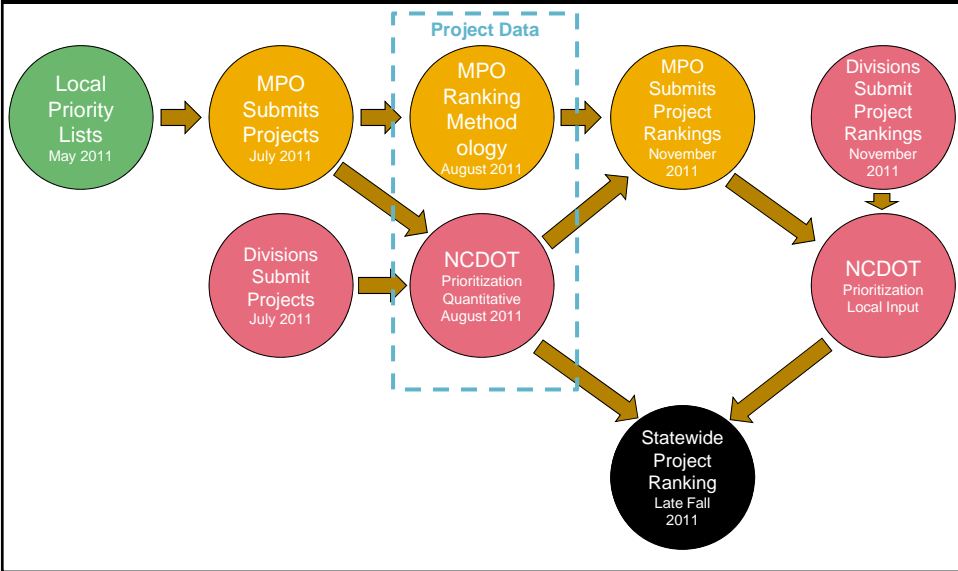 Project Data
Local
Priority
Lists
May 2011
MPO
Submits
Projects
July 2011
MPO
Ranking
Method
ology
August 2011
MPO
Submits
Project
Rankings
November
2011
Divisions
Submit
Project
Rankings
November
2011
Divisions
Submit
Projects
July 2011
NCDOT
Prioritization
Quantitative
August 2011
NCDOT
Prioritization
Local Input
Statewide
Project
Ranking
Late Fall
2011